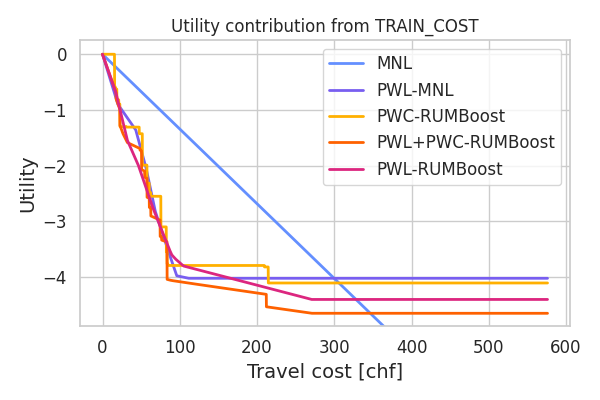 Utility contribution from TRAIN_COST
MNL
PWL-MNL
PWC-RUMBoost
PWL+PWC-RUMBoost
PWL-RUMBoost
Utility
0
−1
−2
−3
−4
0 100 200 300 400 500 600
Travel cost [chf]